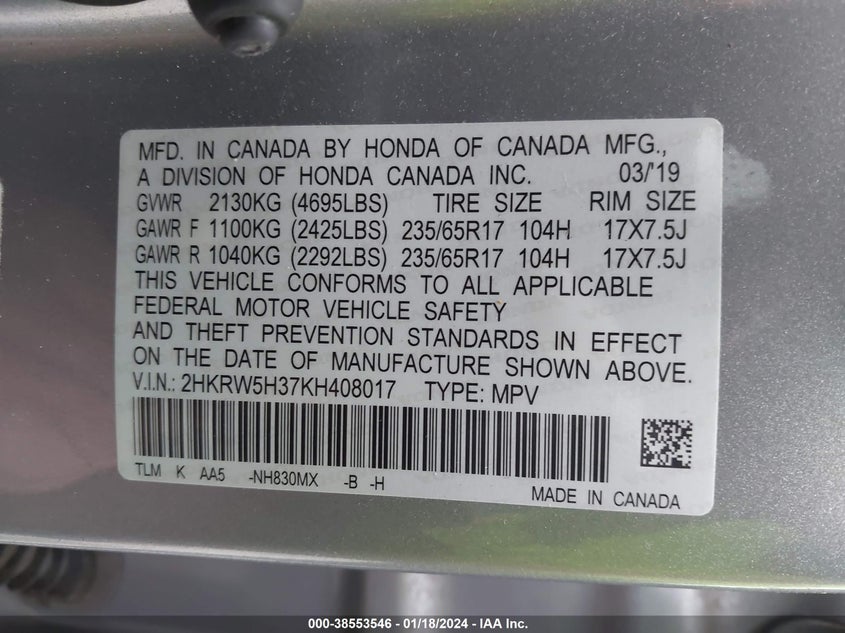 MFD. IN CANADA BY HONDA OF CANADA MFG.,
A DIVISION OF HONDA CANADA INC. 03/'19
GVWR 2130KG (4695LBS) TIRE SIZE RIM SIZE
GAWR F 1100KG (2425LBS) 235/65R17 104H 17X7.5J
GAWR R 1040KG (2292LBS) 235/65R17 104H 17X7.5J
THIS VEHICLE CONFORMS TO ALL APPLICABLE
FEDERAL MOTOR VEHICLE SAFETY
AND THEFT PREVENTION STANDARDS IN EFFECT
ON THE DATE OF MANUFACTURE SHOWN ABOVE.
V.I.N.: 2HKRW5H37KH408017 TYPE: MPV
TLM K AA5 -NH830MX -B -H
MADE IN CANADA
000-38553546 - 01/18/2024 - IAA Inc.